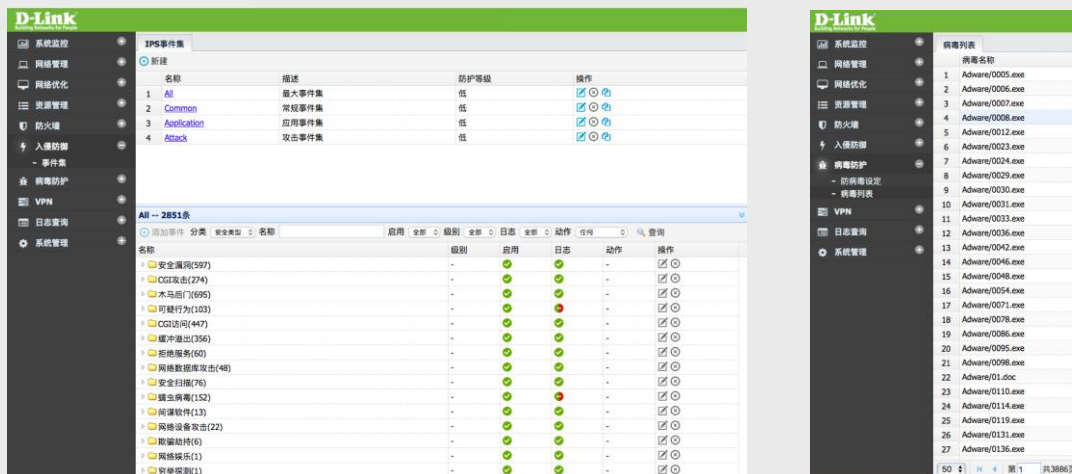 D-Link
Building Networks for People
系统监控
网络管理
网络优化
资源管理
防火墙
入侵防御
- 事件集
病毒防护
VPN
日志查询
系统管理
IPS事件集
新建
名称 描述 防护等级 操作
1 All 最大事件集 低
2 Common 常规事件集 低
3 Application 应用事件集 低
4 Attack 攻击事件集 低
All -- 2851条
添加事件 分类 安全类型 名称 启用 全部 级别 全部 日志 全部 动作 任何 查询
名称 级别 启用 日志 动作 操作
安全漏洞(597) - -
CGI攻击(274) - -
木马后门(695) - -
可疑行为(103) - -
CGI访问(447) - -
缓冲溢出(356) - -
拒绝服务(60) - -
网络数据库攻击(48) - -
安全扫描(76) - -
蠕虫病毒(152) - -
间谍软件(13) - -
网络设备攻击(22) - -
欺骗劫持(6) - -
网络娱乐(1) - -
穷举探测(1) - -
D-Link
Building Networks for People
系统监控
网络管理
网络优化
资源管理
防火墙
入侵防御
病毒防护
- 防病毒设定
- 病毒列表
VPN
日志查询
系统管理
病毒列表
病毒名称
1 Adware/0005.exe
2 Adware/0006.exe
3 Adware/0007.exe
4 Adware/0008.exe
5 Adware/0012.exe
6 Adware/0023.exe
7 Adware/0024.exe
8 Adware/0029.exe
9 Adware/0030.exe
10 Adware/0031.exe
11 Adware/0033.exe
12 Adware/0036.exe
13 Adware/0042.exe
14 Adware/0046.exe
15 Adware/0048.exe
16 Adware/0054.exe
17 Adware/0071.exe
18 Adware/0078.exe
19 Adware/0086.exe
20 Adware/0095.exe
21 Adware/0098.exe
22 Adware/01.doc
23 Adware/0110.exe
24 Adware/0114.exe
25 Adware/0119.exe
26 Adware/0131.exe
27 Adware/0136.exe
50 第 1 共3886页